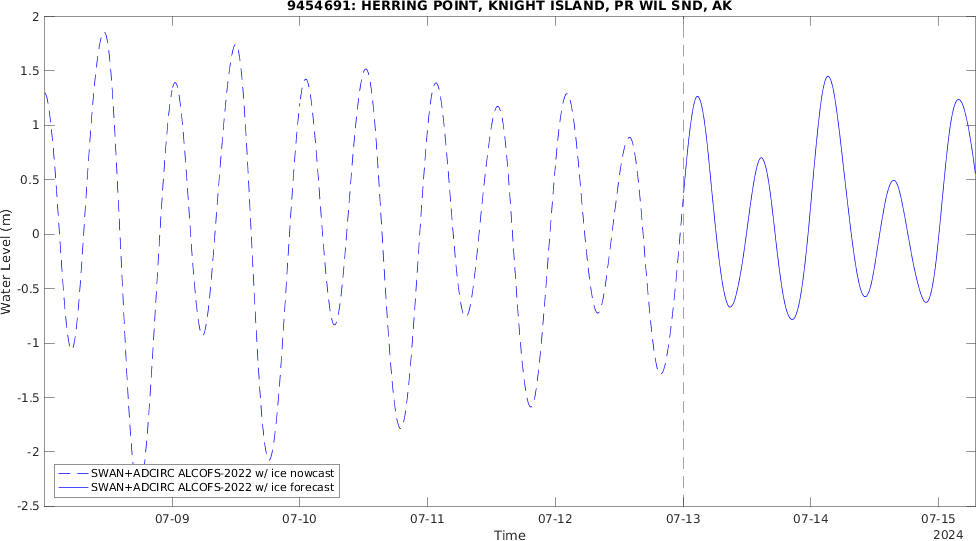 9454691: HERRING POINT, KNIGHT ISLAND, PR WIL SND, AK
2
1.5
1
0.5
0
-0.5
-1
-1.5
-2
-2.5
Water Level (m)
SWAN+ADCIRC ALCOFS-2022 w/ ice nowcast
SWAN+ADCIRC ALCOFS-2022 w/ ice forecast
07-09 07-10 07-11 07-12 07-13 07-14 07-15
Time
2024